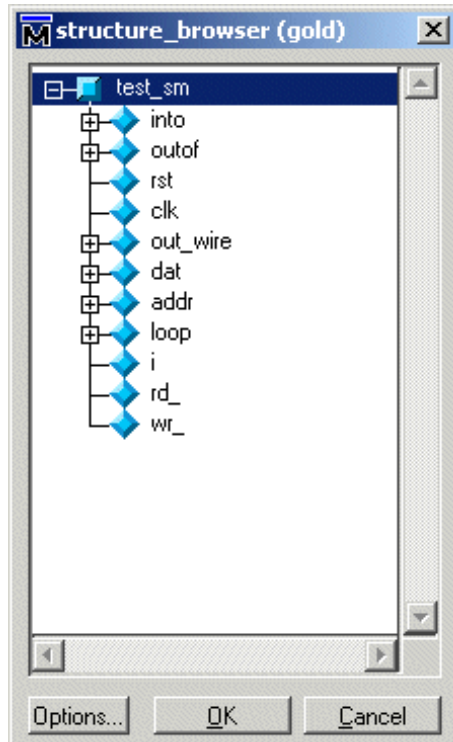 structure_browser (gold)
test_sm
into
outof
rst
clk
out_wire
dat
addr
loop
i
rd_
wr_
Options... OK Cancel